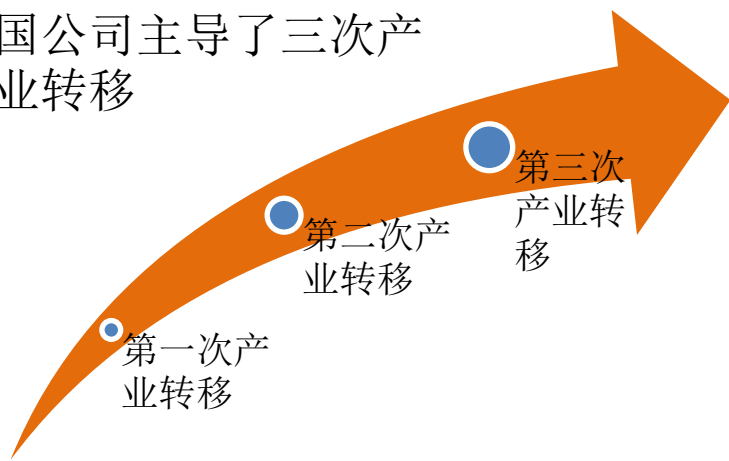 国公司主导了三次产
业转移
第三次
产业转
移
第二次产
业转移
第一次产
业转移